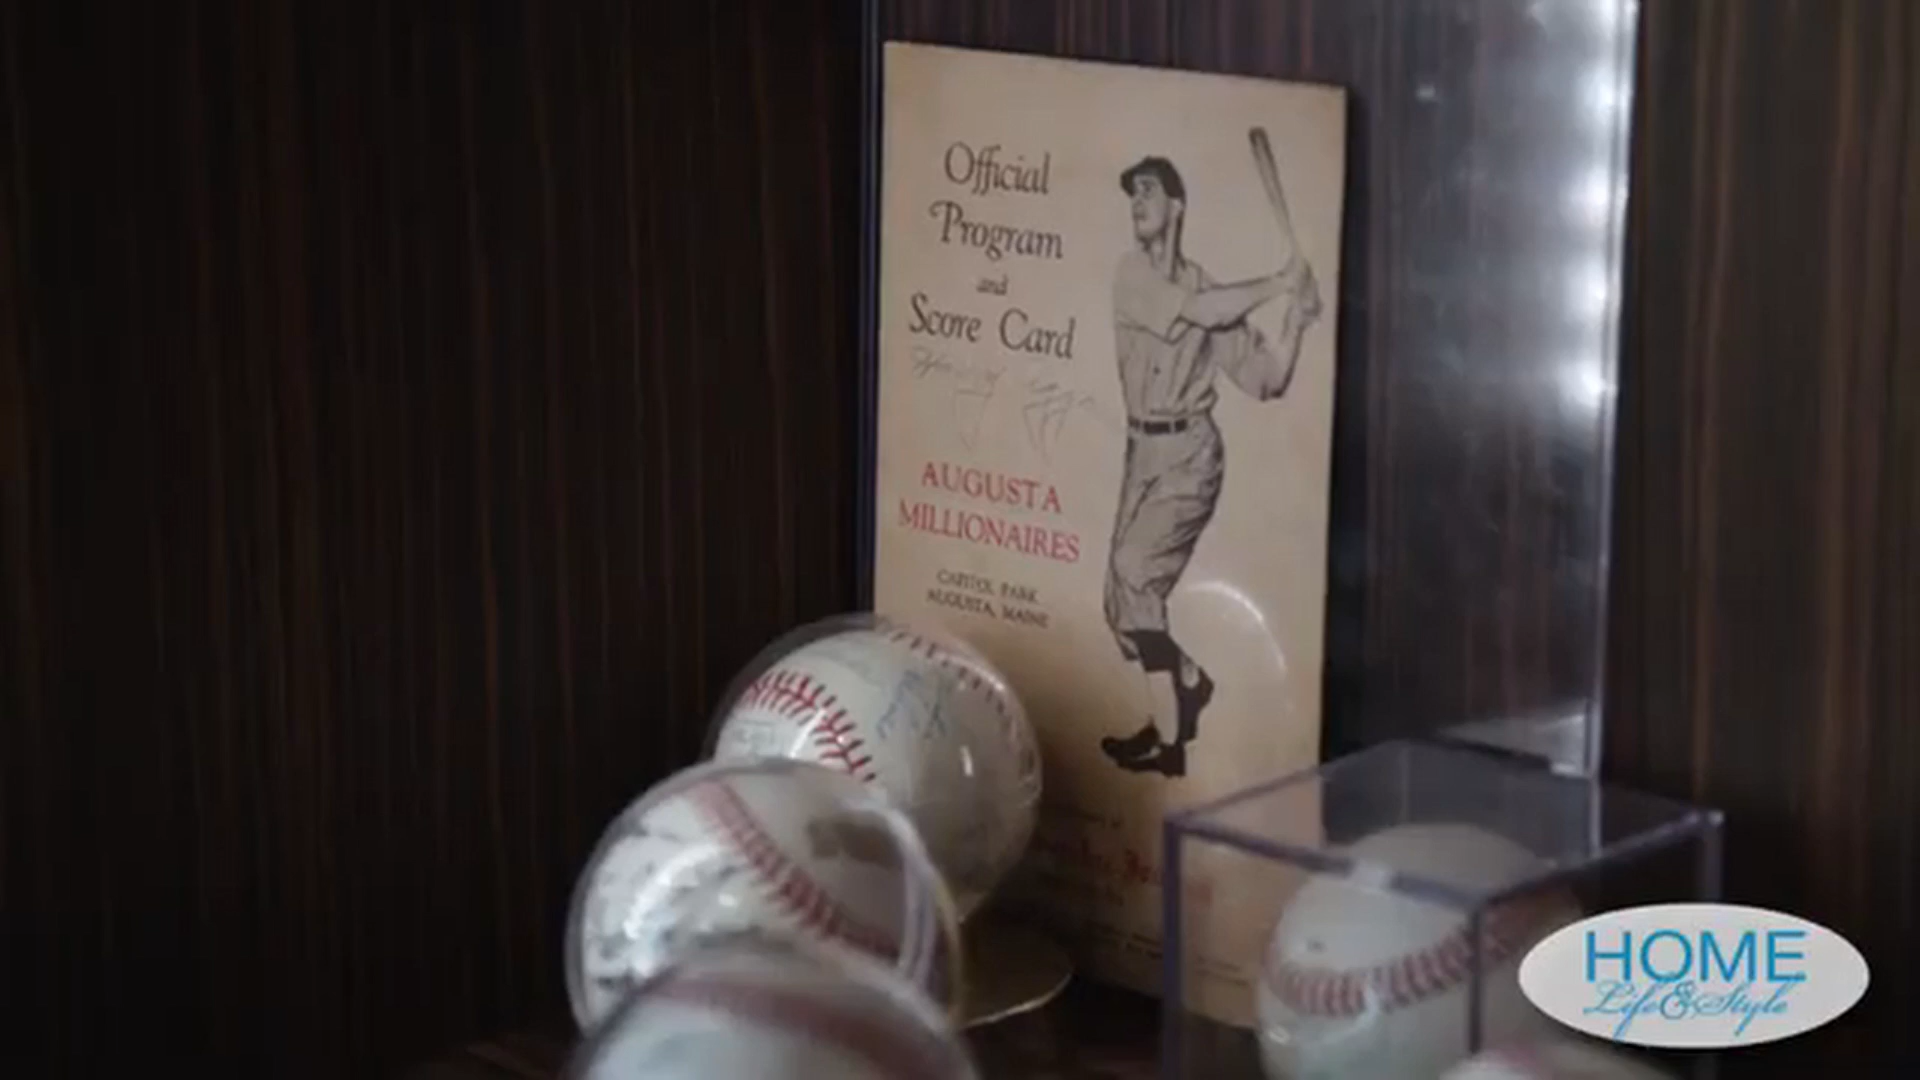 Official
Program
and
Score Card
AUGUSTA
MILLIONAIRES
CAPITOL PARK
AUGUSTA, MAINE
HOME
Life & Style